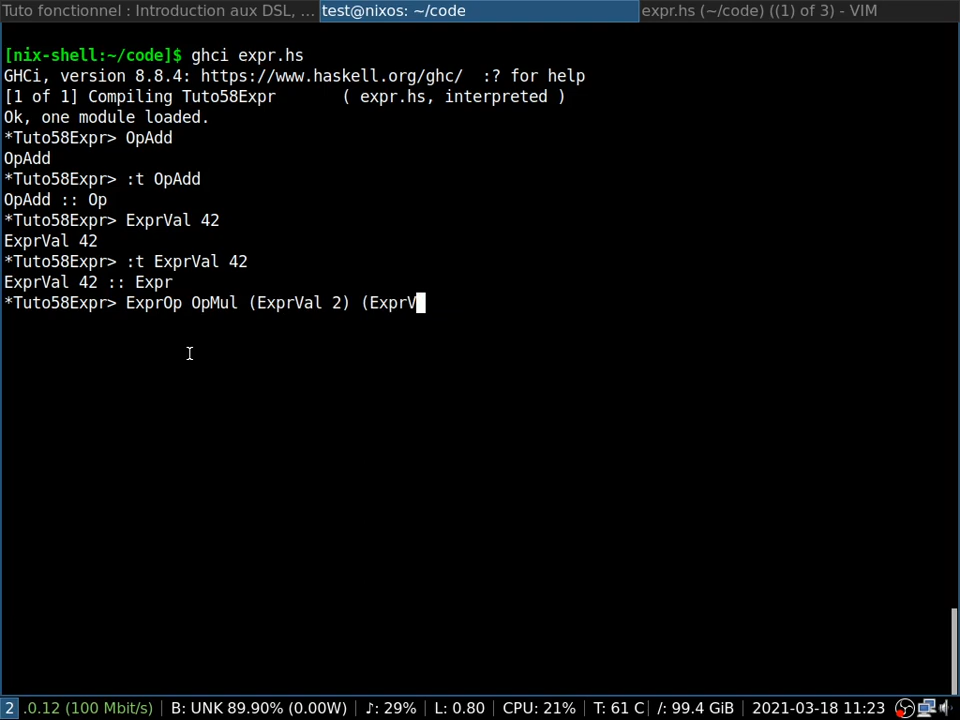 Tuto fonctionnel : Introduction aux DSL, ... test@nixos: ~/code expr.hs (~/code) ((1) of 3) - VIM
[nix-shell:~/code]$ ghci expr.hs
GHCi, version 8.8.4: https://www.haskell.org/ghc/  :? for help
[1 of 1] Compiling Tuto58Expr       ( expr.hs, interpreted )
Ok, one module loaded.
*Tuto58Expr> OpAdd
OpAdd
*Tuto58Expr> :t OpAdd
OpAdd :: Op
*Tuto58Expr> ExprVal 42
ExprVal 42
*Tuto58Expr> :t ExprVal 42
ExprVal 42 :: Expr
*Tuto58Expr> ExprOp OpMul (ExprVal 2) (ExprV
2 .0.12 (100 Mbit/s) | B: UNK 89.90% (0.00W) | ♪: 29% | L: 0.80 | CPU: 21% | T: 61 C | /: 99.4 GiB | 2021-03-18 11:23